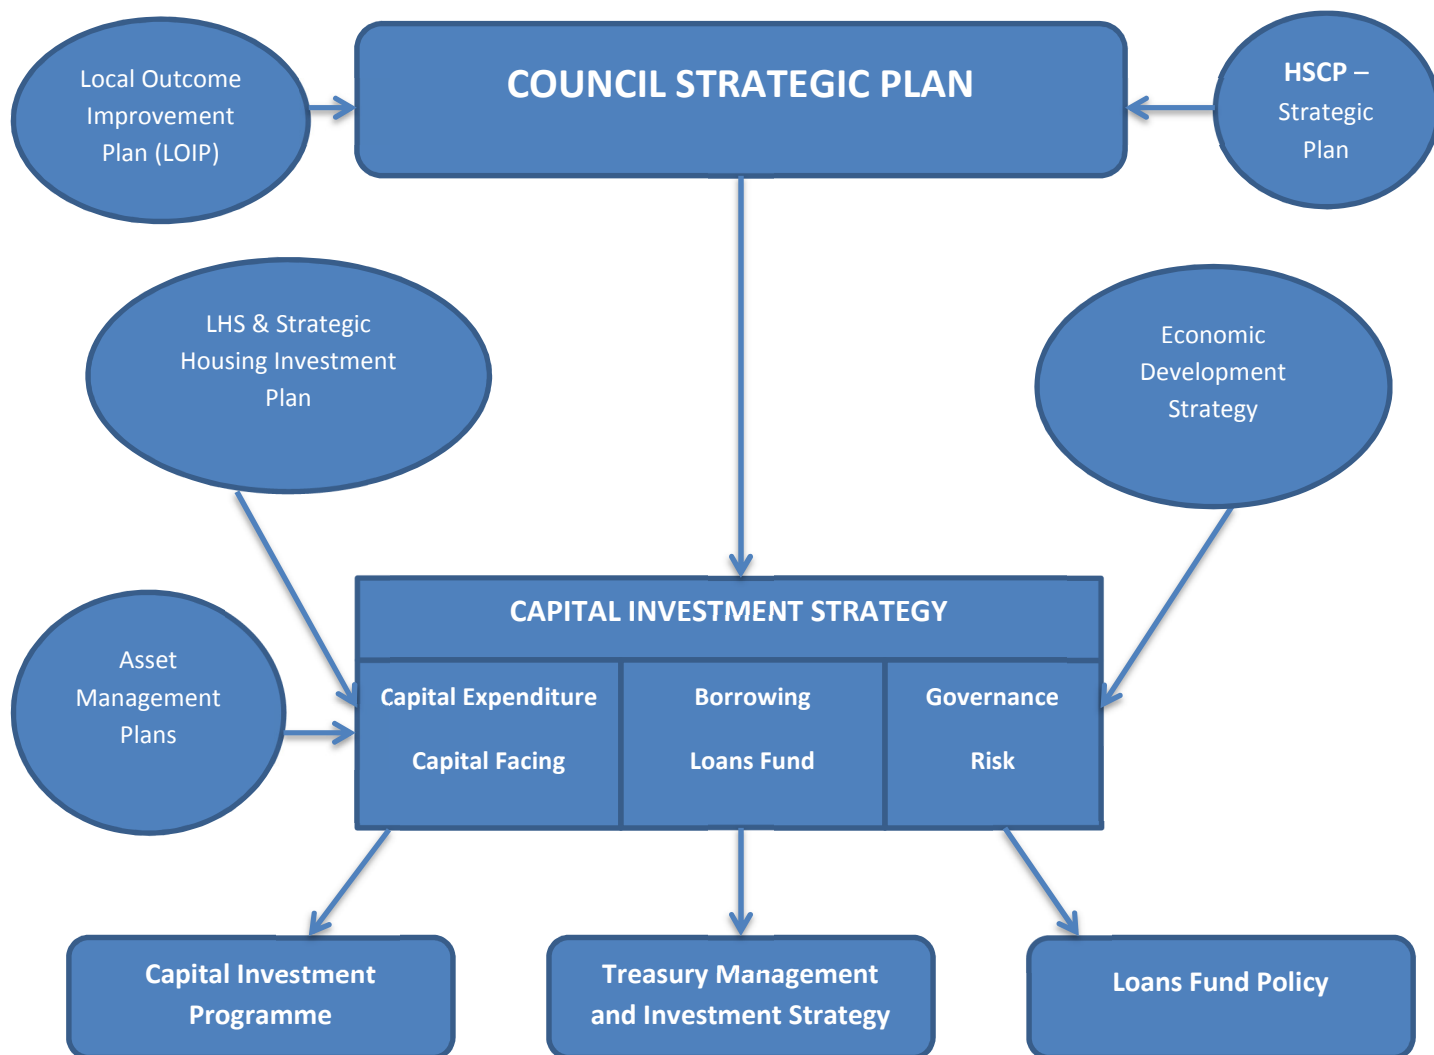 Local Outcome
Improvement
Plan (LOIP)
COUNCIL STRATEGIC PLAN
HSCP –
Strategic
Plan
LHS & Strategic
Housing Investment
Plan
Economic
Development
Strategy
CAPITAL INVESTMENT STRATEGY
Asset
Management
Plans
Capital Expenditure
Capital Facing
Borrowing
Loans Fund
Governance
Risk
Capital Investment
Programme
Treasury Management
and Investment Strategy
Loans Fund Policy